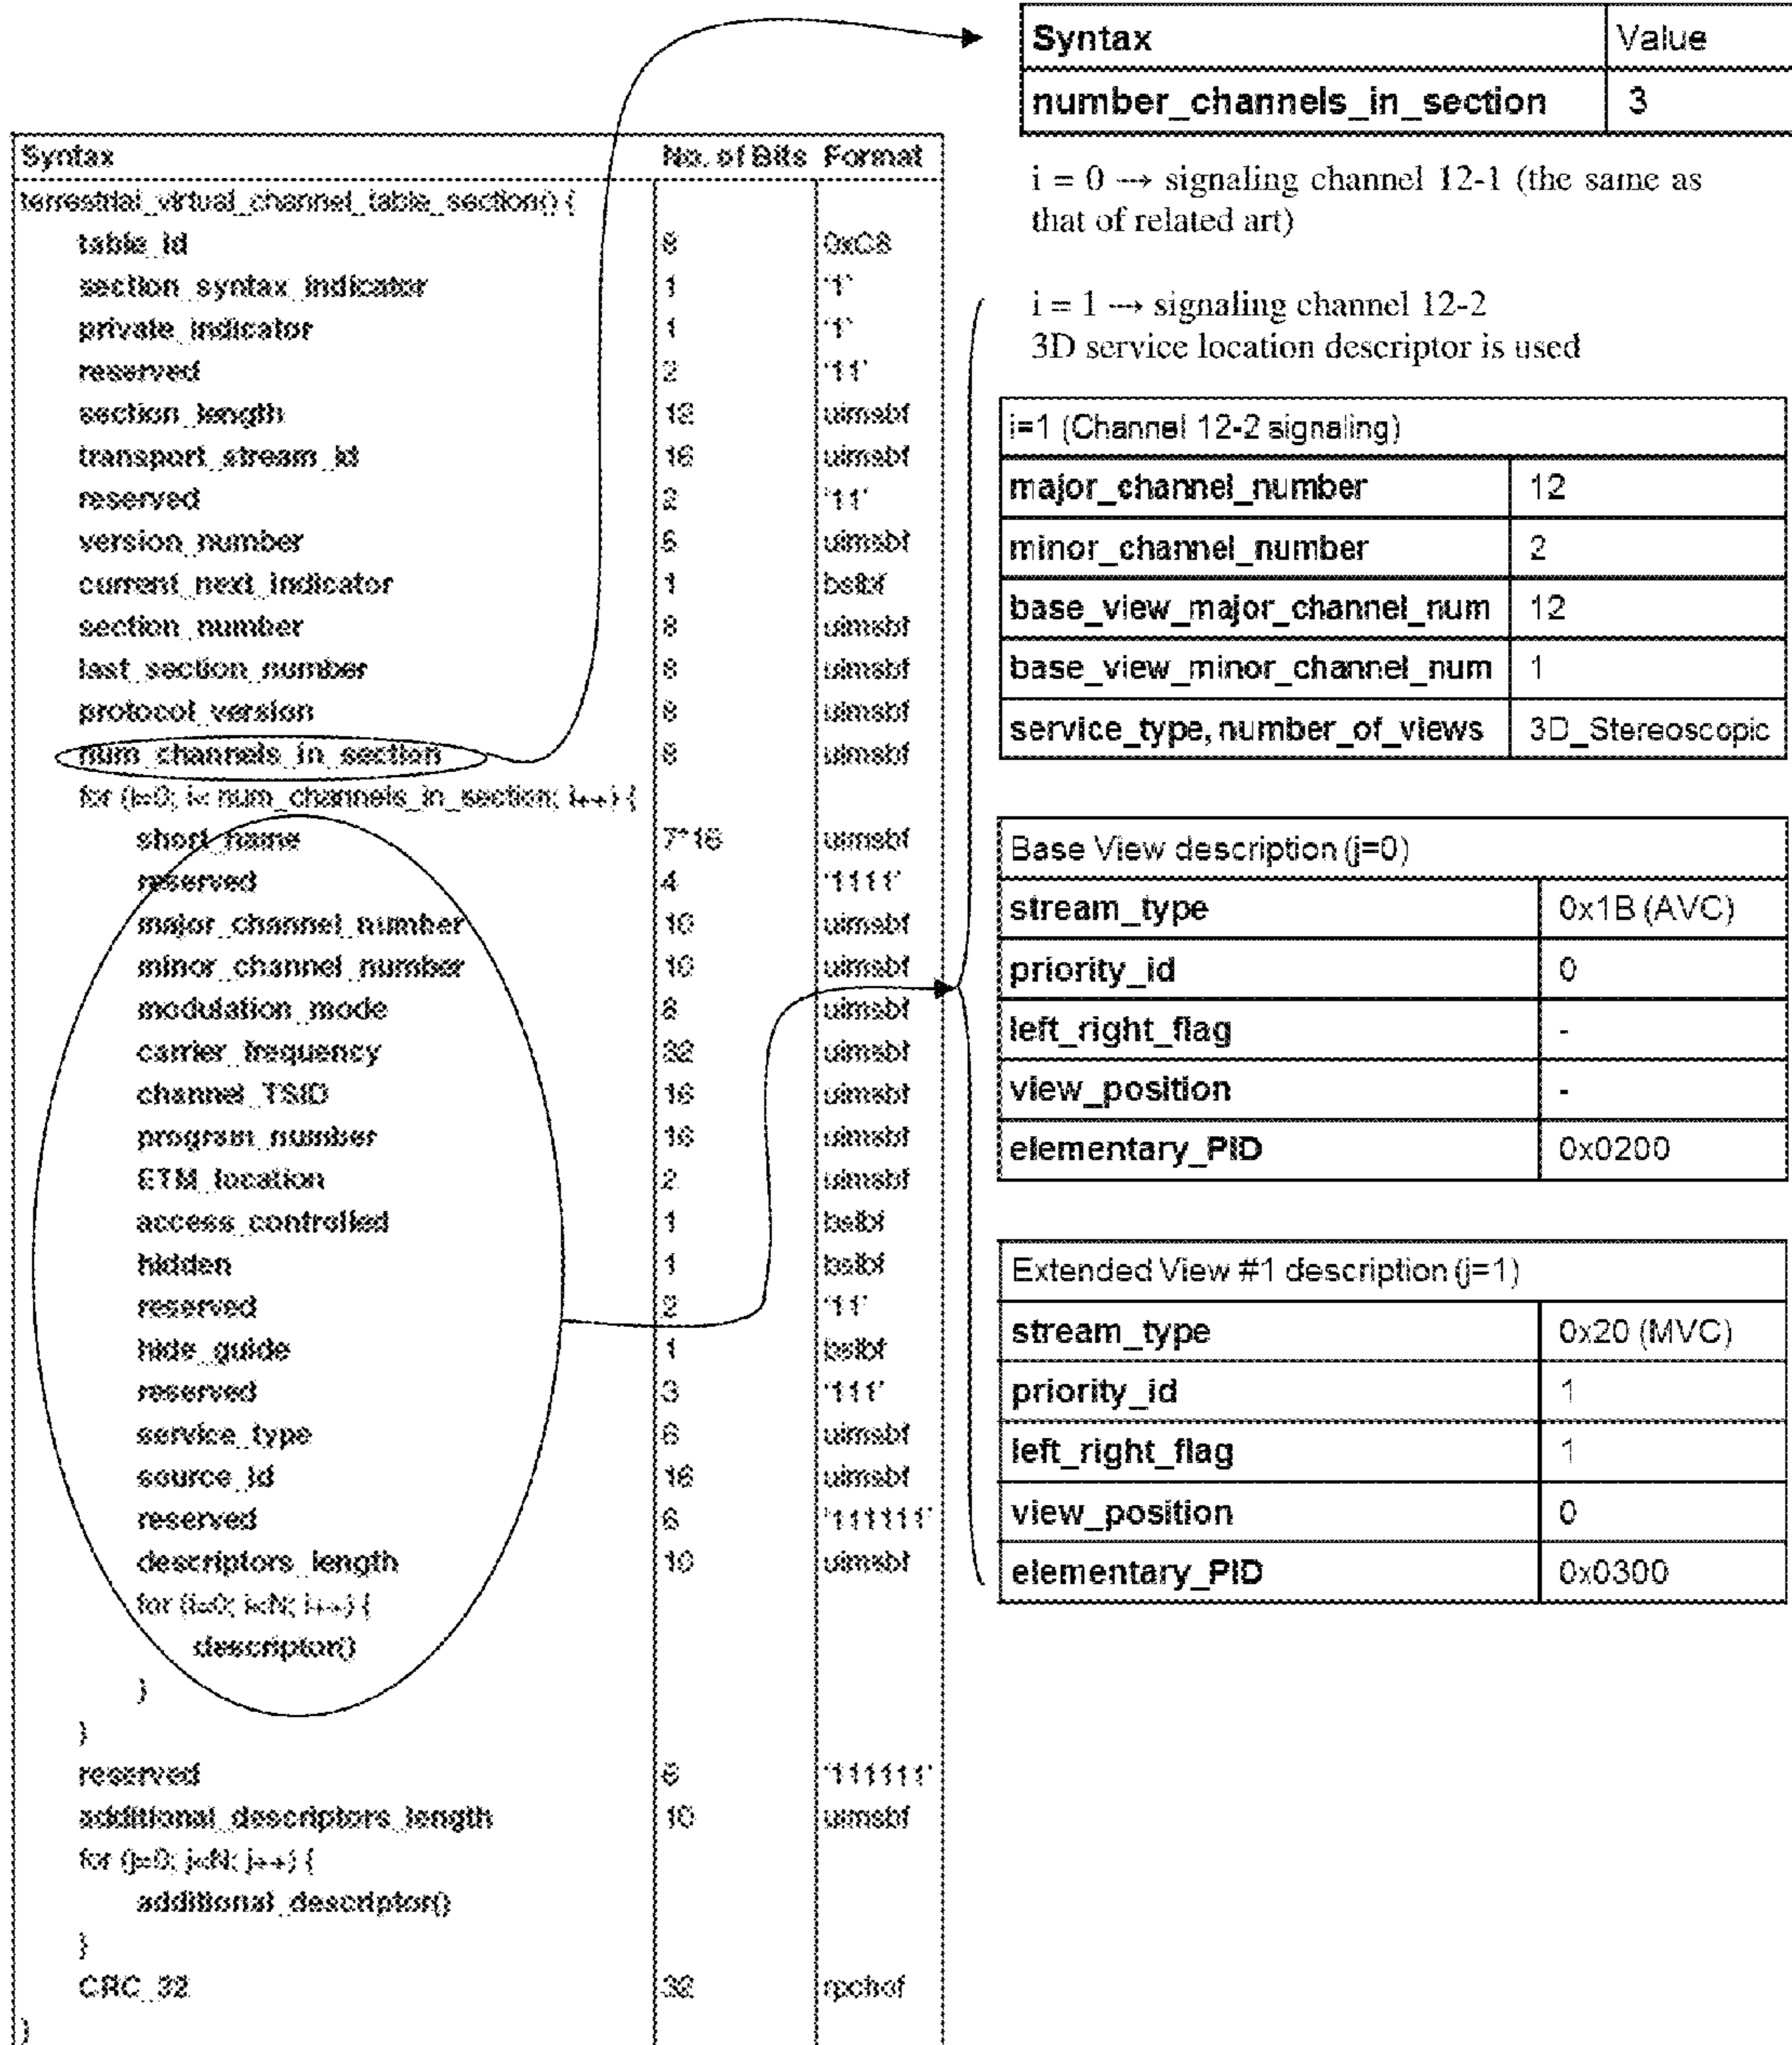 Syntax No. of Bits Format
terrestrial_virtual_channel_table_section() {
table_id 8 0xC8
section_syntax_indicator 1 '1'
private_indicator 1 '1'
reserved 2 '11'
section_length 12 uimsbf
transport_stream_id 16 uimsbf
reserved 2 '11'
version_number 5 uimsbf
current_next_indicator 1 bslbf
section_number 8 uimsbf
last_section_number 8 uimsbf
protocol_version 8 uimsbf
num_channels_in_section 8 uimsbf
for (i=0; i< num_channels_in_section; i++) {
short_name 7*16 uimsbf
reserved 4 '1111'
major_channel_number 10 uimsbf
minor_channel_number 10 uimsbf
modulation_mode 8 uimsbf
carrier_frequency 32 uimsbf
channel_TSID 16 uimsbf
program_number 16 uimsbf
ETM_location 2 uimsbf
access_controlled 1 bslbf
hidden 1 bslbf
reserved 2 '11'
hide_guide 1 bslbf
reserved 3 '111'
service_type 6 uimsbf
source_id 16 uimsbf
reserved 6 '111111'
descriptors_length 10 uimsbf
for (i=0; i<N; i++) {
descriptor()
}
}
reserved 6 '111111'
additional_descriptors_length 10 uimsbf
for (j=0; j<N; j++) {
additional_descriptor()
}
CRC_32 32 rpchof
}
Syntax Value
number_channels_in_section 3
i = 0 --→ signaling channel 12-1 (the same as
that of related art)
i = 1 --→ signaling channel 12-2
3D service location descriptor is used
i=1 (Channel 12-2 signaling)
major_channel_number 12
minor_channel_number 2
base_view_major_channel_num 12
base_view_minor_channel_num 1
service_type, number_of_views 3D_Stereoscopic
Base View description (j=0)
stream_type 0x1B (AVC)
priority_id 0
left_right_flag -
view_position -
elementary_PID 0x0200
Extended View #1 description (j=1)
stream_type 0x20 (MVC)
priority_id 1
left_right_flag 1
view_position 0
elementary_PID 0x0300